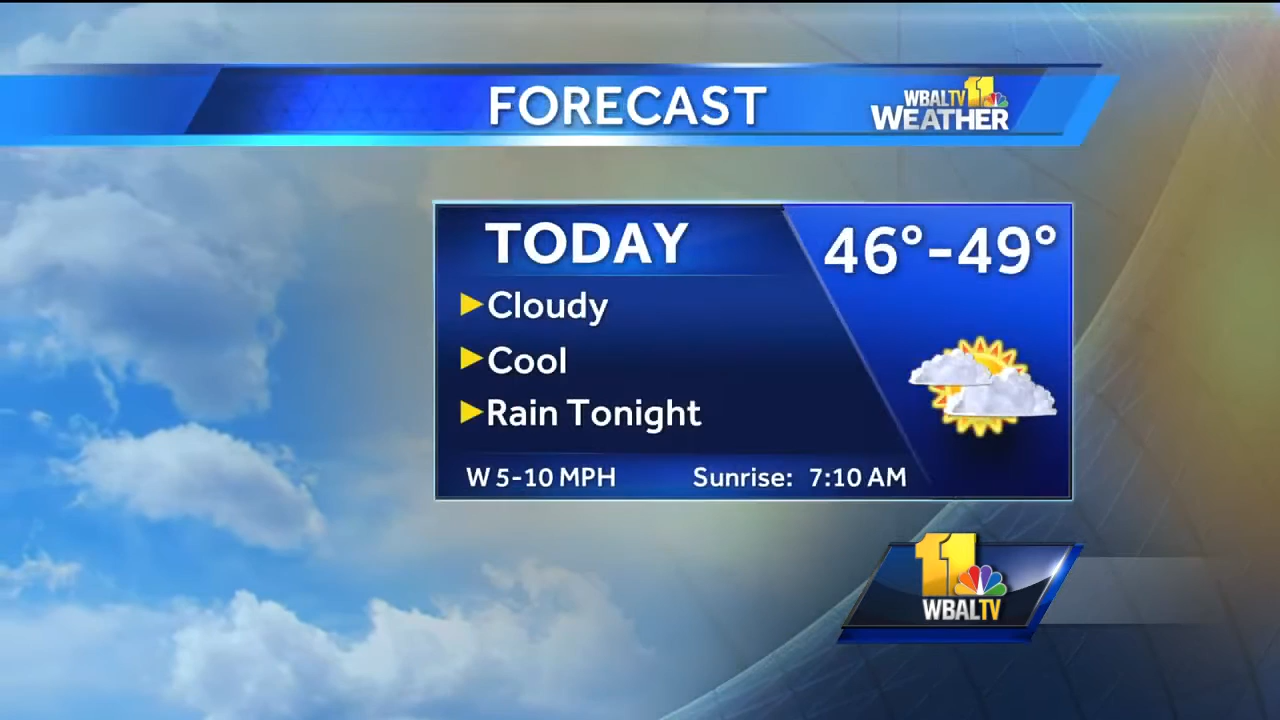 FORECAST
WBALTV 11
WEATHER
TODAY
46°-49°
Cloudy
Cool
Rain Tonight
W 5-10 MPH
Sunrise: 7:10 AM
11
WBALTV